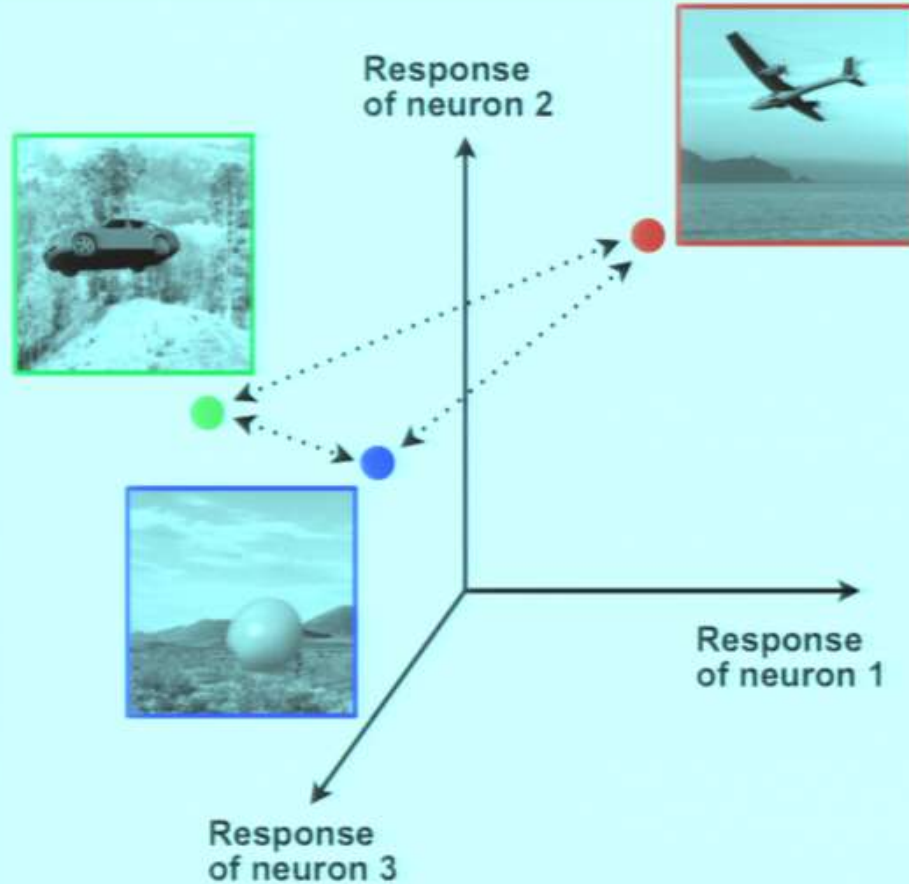 Response
of neuron 2
Response
of neuron 1
Response
of neuron 3